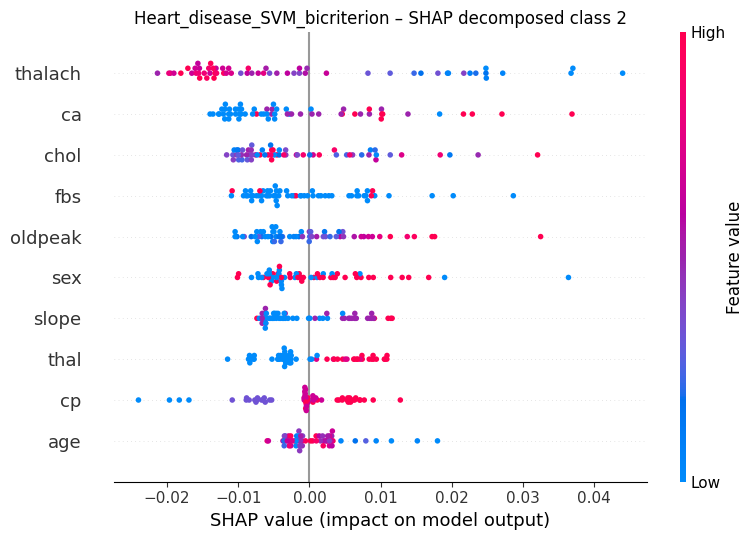 Heart_disease_SVM_bicriterion – SHAP decomposed class 2
High
thalach
ca
chol
fbs
oldpeak
sex
slope
thal
cp
age
Feature value
Low
−0.02 −0.01 0.00 0.01 0.02 0.03 0.04
SHAP value (impact on model output)